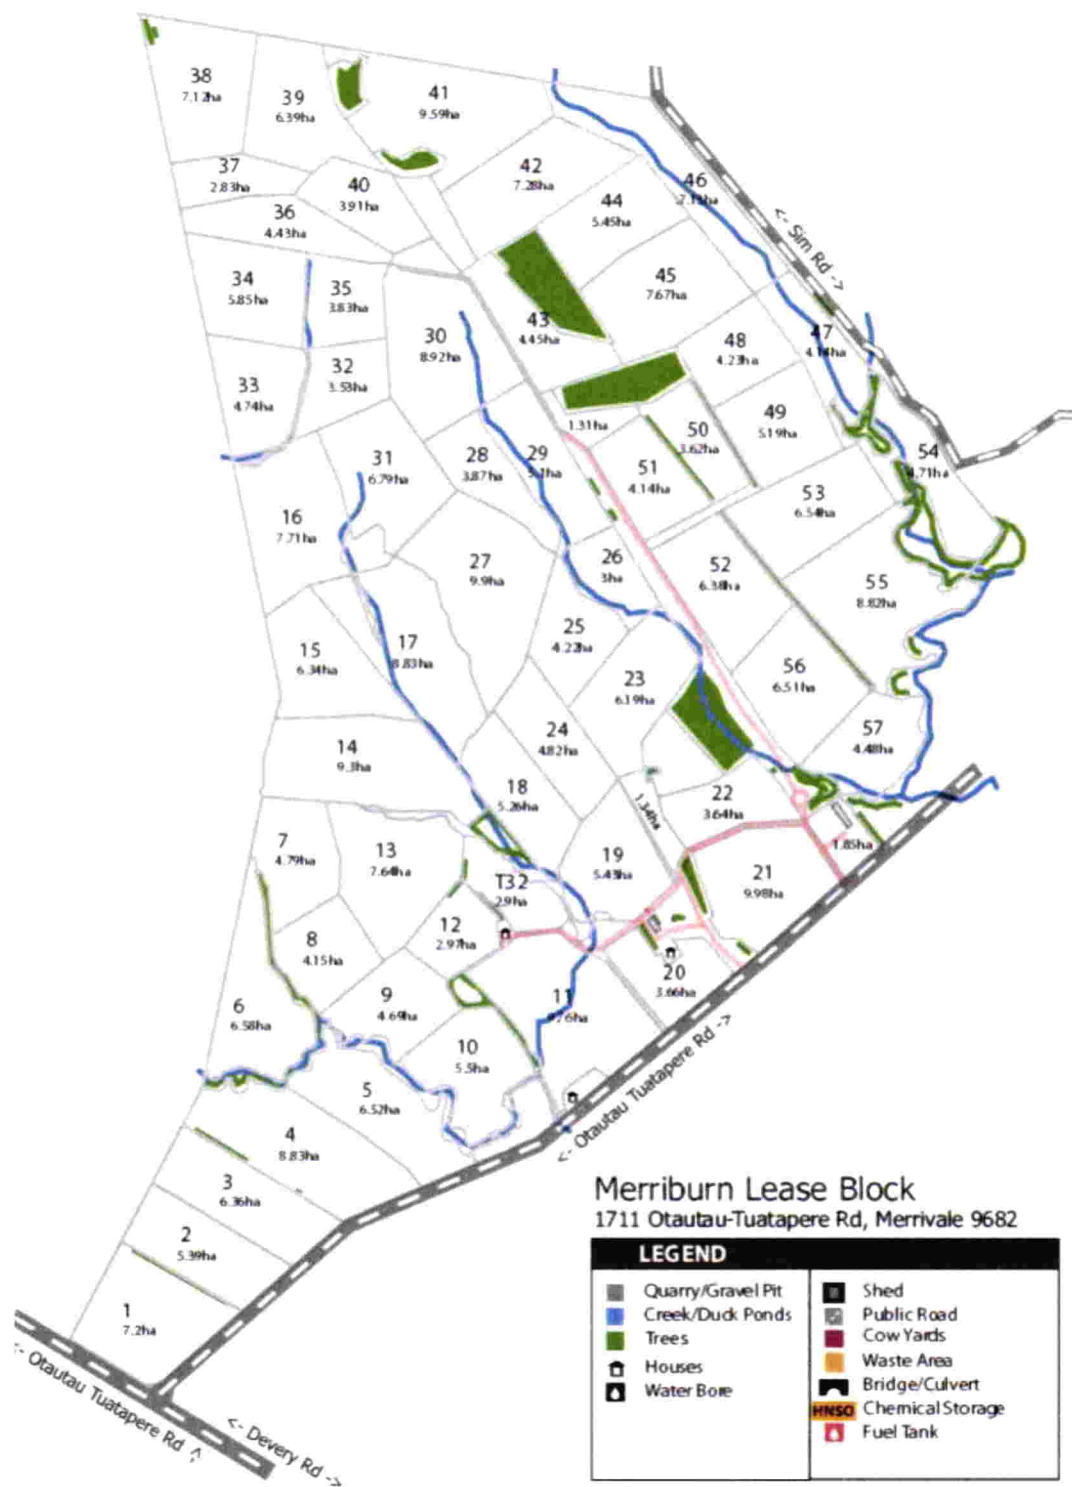 38
7.12ha
39
6.39ha
41
9.59ha
37
2.83ha
40
3.91ha
42
7.28ha
46
7.13ha
44
5.45ha
36
4.43ha
<- Sim Rd ->
34
5.85ha
35
3.83ha
45
7.67ha
43
4.45ha
30
8.92ha
48
4.23ha
47
4.14ha
33
4.74ha
32
3.53ha
49
5.19ha
1.31ha
50
3.62ha
31
6.79ha
28
3.87ha
29
5.1ha
51
4.14ha
54
4.71ha
53
6.54ha
16
7.71ha
27
9.9ha
26
3ha
52
6.38ha
55
8.82ha
15
6.34ha
17
8.83ha
25
4.22ha
23
6.19ha
56
6.51ha
14
9.3ha
24
4.82ha
57
4.48ha
18
5.26ha
1.34ha
22
3.64ha
7
4.79ha
13
7.64ha
19
5.43ha
1.85ha
T32
2.9ha
21
9.98ha
8
4.15ha
12
2.97ha
20
3.66ha
6
6.58ha
9
4.69ha
11
9.76ha
10
5.5ha
5
6.52ha
<- Otautau Tuatapere Rd ->
4
8.83ha
3
6.36ha
2
5.39ha
1
7.2ha
<- Otautau Tuatapere Rd ^
<- Devery Rd ->
Merriburn Lease Block
1711 Otautau-Tuatapere Rd, Merrivale 9682
LEGEND
Quarry/Gravel Pit
Creek/Duck Ponds
Trees
Houses
Water Bore
Shed
Public Road
Cow Yards
Waste Area
Bridge/Culvert
HNSO Chemical Storage
Fuel Tank